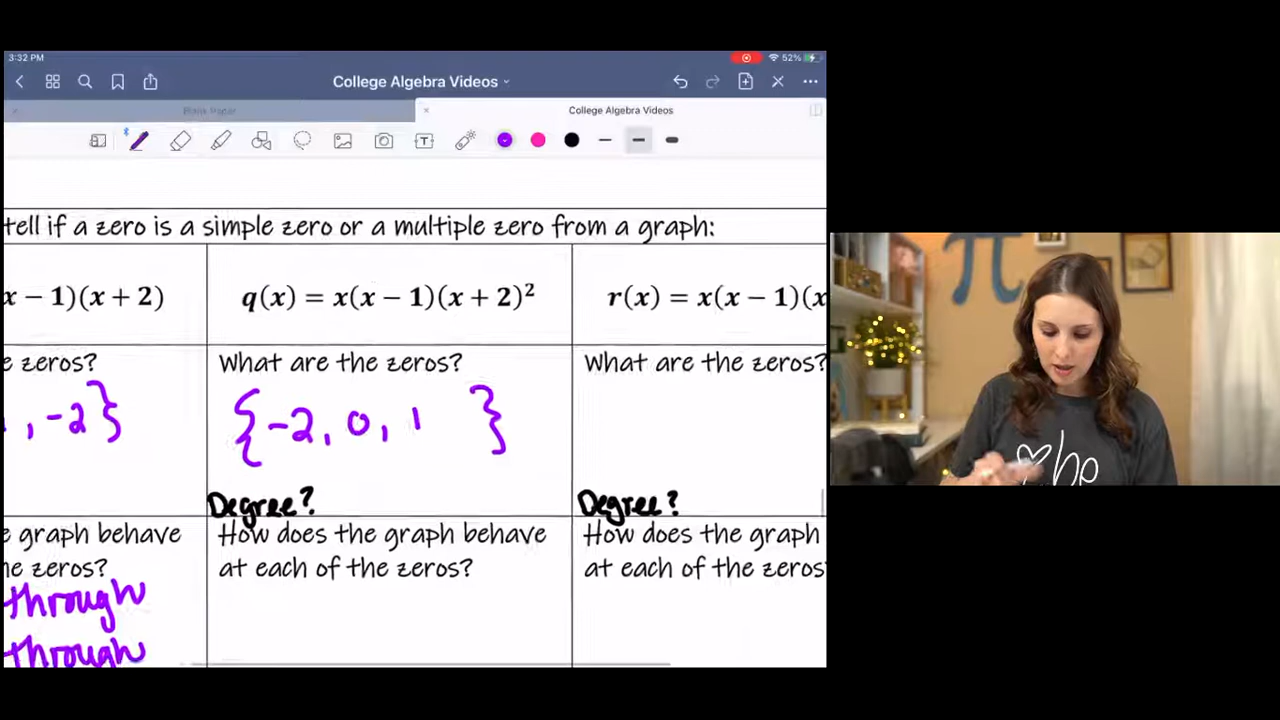 3:32 PM
52%
College Algebra Videos
Blank Paper
College Algebra Videos
tell if a zero is a simple zero or a multiple zero from a graph:
x − 1)(x + 2)
q(x) = x(x − 1)(x + 2)²
r(x) = x(x − 1)(x
e zeros?
What are the zeros?
What are the zeros?
, -2}
{-2, 0, 1 }
Degree?
Degree?
e graph behave
he zeros?
How does the graph behave
at each of the zeros?
How does the graph
at each of the zeros
through
through
be